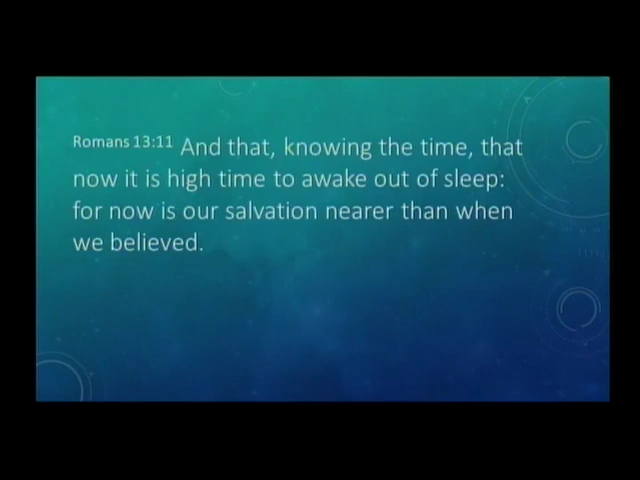 Romans 13:11 And that, knowing the time, that
now it is high time to awake out of sleep:
for now is our salvation nearer than when
we believed.